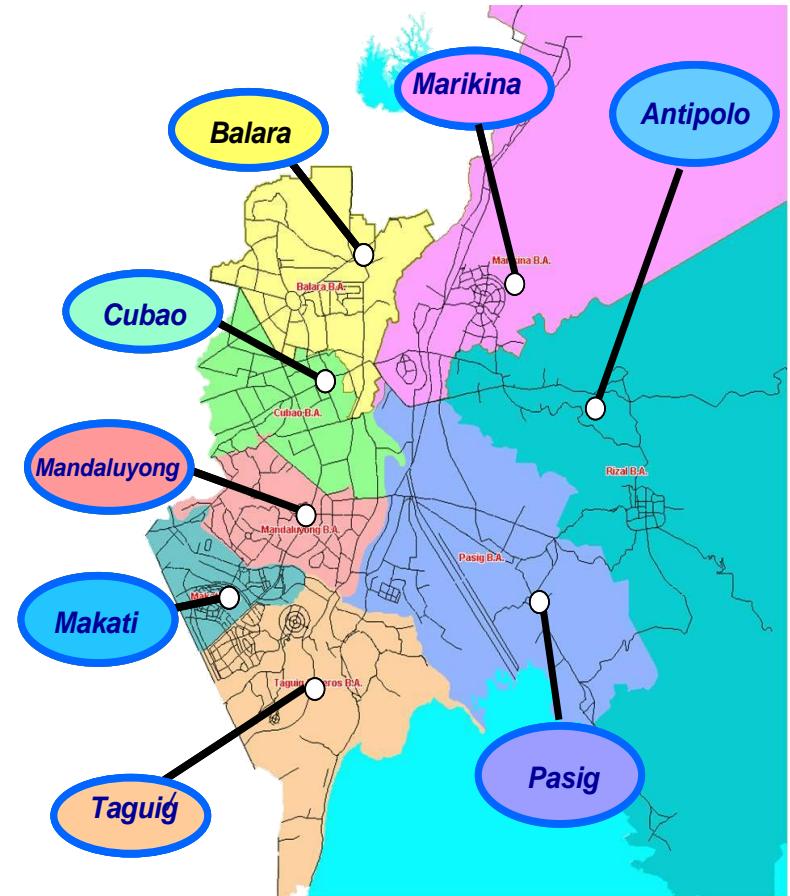 Marikina
Antipolo
Balara
Marikina B.A.
Balara B.A.
Cubao
Cubao B.A.
Mandaluyong
Rizal B.A.
Mandaluyong B.A.
Pasig B.A.
Makati
Taguig
B.A.
Pasig